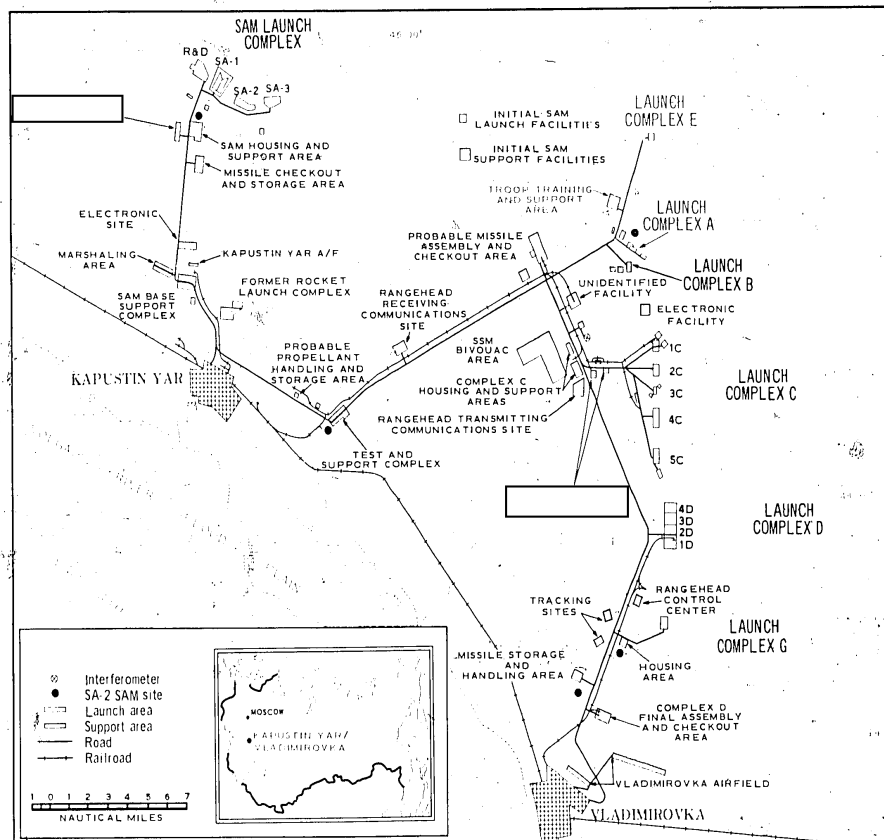 SAM LAUNCH
COMPLEX
R&D
SA-1
SA-2
SA-3
SAM HOUSING AND
SUPPORT AREA
MISSILE CHECKOUT
AND STORAGE AREA
ELECTRONIC
SITE
MARSHALING
AREA
KAPUSTIN YAR A/F
SAM BASE
SUPPORT
COMPLEX
FORMER ROCKET
LAUNCH COMPLEX
KAPUSTIN YAR
PROBABLE
PROPELLANT
HANDLING AND
STORAGE AREA
RANGEHEAD
RECEIVING
COMMUNICATIONS
SITE
TEST AND
SUPPORT COMPLEX
INITIAL SAM
LAUNCH FACILITIES
INITIAL SAM
SUPPORT FACILITIES
LAUNCH
COMPLEX E
TROOP TRAINING
AND SUPPORT
AREA
LAUNCH
COMPLEX A
PROBABLE MISSILE
ASSEMBLY AND
CHECKOUT AREA
LAUNCH
COMPLEX B
UNIDENTIFIED
FACILITY
ELECTRONIC
FACILITY
SSM
BIVOUAC
AREA
COMPLEX C
HOUSING AND SUPPORT
AREAS
RANGEHEAD TRANSMITTING
COMMUNICATIONS SITE
1C
2C
3C
4C
5C
LAUNCH
COMPLEX C
4D
3D
2D
1D
LAUNCH
COMPLEX D
TRACKING
SITES
RANGEHEAD
CONTROL
CENTER
LAUNCH
COMPLEX G
HOUSING
AREA
MISSILE STORAGE
AND
HANDLING AREA
COMPLEX D
FINAL ASSEMBLY
AND CHECKOUT
AREA
VLADIMIROVKA AIRFIELD
VLADIMIROVKA
Interferometer
SA-2 SAM site
Launch area
Support area
Road
Railroad
1 0 1 2 3 4 5 6 7
NAUTICAL MILES
MOSCOW
KAPUSTIN YAR/
VLADIMIROVKA